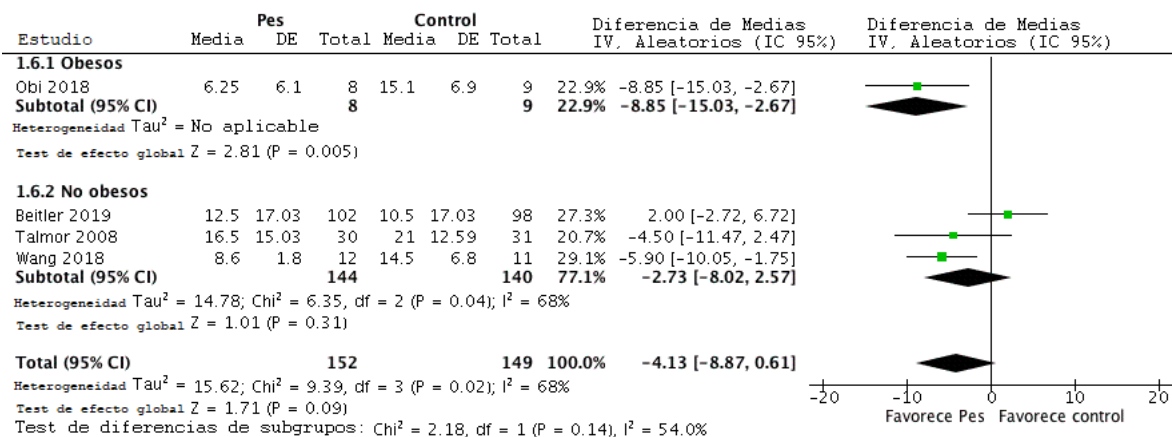 Pes Control Diferencia de Medias Diferencia de Medias
Estudio Media DE Total Media DE Total IV, Aleatorios (IC 95%) IV, Aleatorios (IC 95%)
1.6.1 Obesos
Obi 2018 6.25 6.1 8 15.1 6.9 9 22.9% -8.85 [-15.03, -2.67]
Subtotal (95% CI) 8 9 22.9% -8.85 [-15.03, -2.67]
Heterogeneidad Tau² = No aplicable
Test de efecto global Z = 2.81 (P = 0.005)
1.6.2 No obesos
Beitler 2019 12.5 17.03 102 10.5 17.03 98 27.3% 2.00 [-2.72, 6.72]
Talmor 2008 16.5 15.03 30 21 12.59 31 20.7% -4.50 [-11.47, 2.47]
Wang 2018 8.6 1.8 12 14.5 6.8 11 29.1% -5.90 [-10.05, -1.75]
Subtotal (95% CI) 144 140 77.1% -2.73 [-8.02, 2.57]
Heterogeneidad Tau² = 14.78; Chi² = 6.35, df = 2 (P = 0.04); I² = 68%
Test de efecto global Z = 1.01 (P = 0.31)
Total (95% CI) 152 149 100.0% -4.13 [-8.87, 0.61]
Heterogeneidad Tau² = 15.62; Chi² = 9.39, df = 3 (P = 0.02); I² = 68%
Test de efecto global Z = 1.71 (P = 0.09)
Test de diferencias de subgrupos: Chi² = 2.18, df = 1 (P = 0.14), I² = 54.0%
-20 -10 0 10 20
Favorece Pes Favorece control